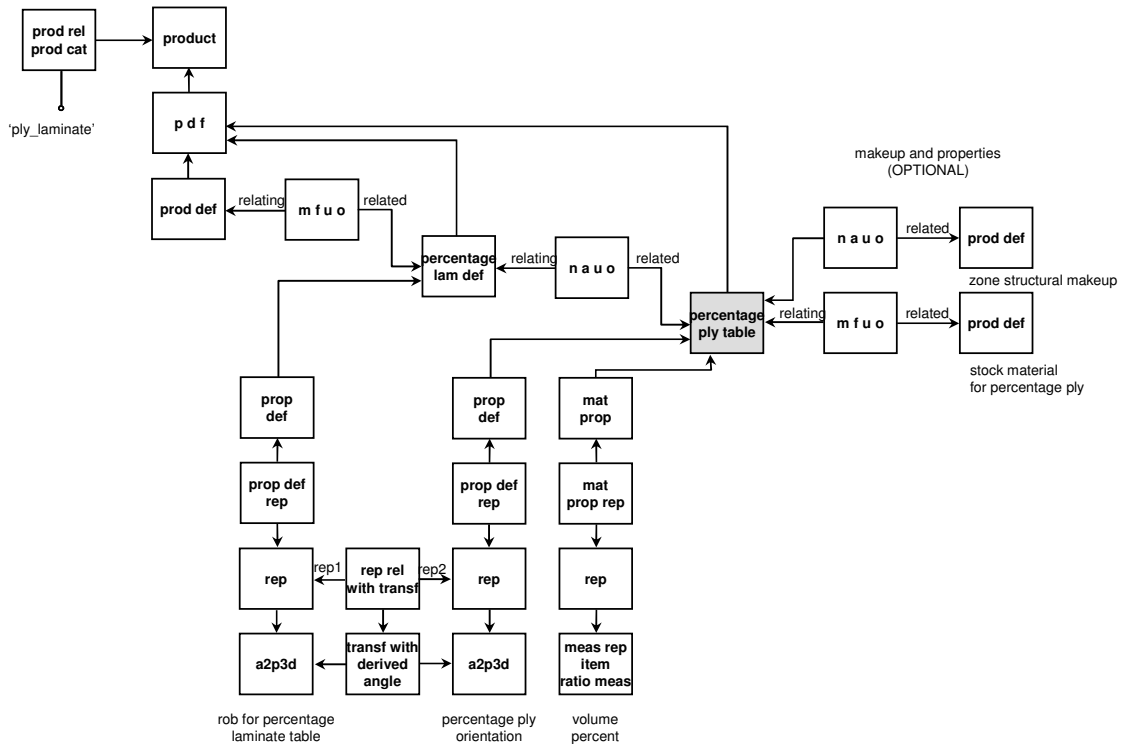 prod rel
prod cat
product
'ply_laminate'
p d f
makeup and properties
(OPTIONAL)
prod def
relating
m f u o
related
n a u o
related
prod def
percentage
lam def
relating
n a u o
related
zone structural makeup
percentage
ply table
relating
m f u o
related
prod def
stock material
for percentage ply
prop
def
prop
def
mat
prop
prop def
rep
prop def
rep
mat
prop rep
rep
rep1
rep rel
with transf
rep2
rep
rep
a2p3d
transf with
derived
angle
a2p3d
meas rep
item
ratio meas
rob for percentage
laminate table
percentage ply
orientation
volume
percent